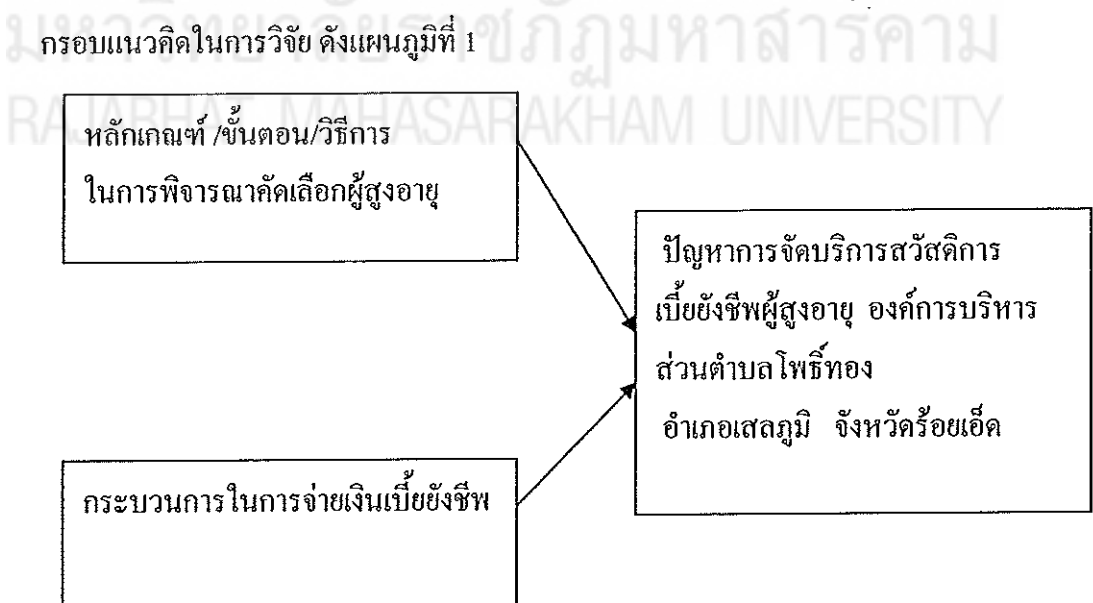 มหาวิทยาลัยราชภัฏมหาสารคาม
กรอบแนวคิดในการวิจัย ดังแผนภูมิที่ 1
RAJABHAT MAHASARAKHAM UNIVERSITY
หลักเกณฑ์ /ขั้นตอน/วิธีการ
ในการพิจารณาคัดเลือกผู้สูงอายุ
ปัญหาการจัดบริการสวัสดิการ
เบี้ยยังชีพผู้สูงอายุ องค์การบริหาร
ส่วนตำบลโพธิ์ทอง
อำเภอเสลภูมิ จังหวัดร้อยเอ็ด
กระบวนการในการจ่ายเงินเบี้ยยังชีพ